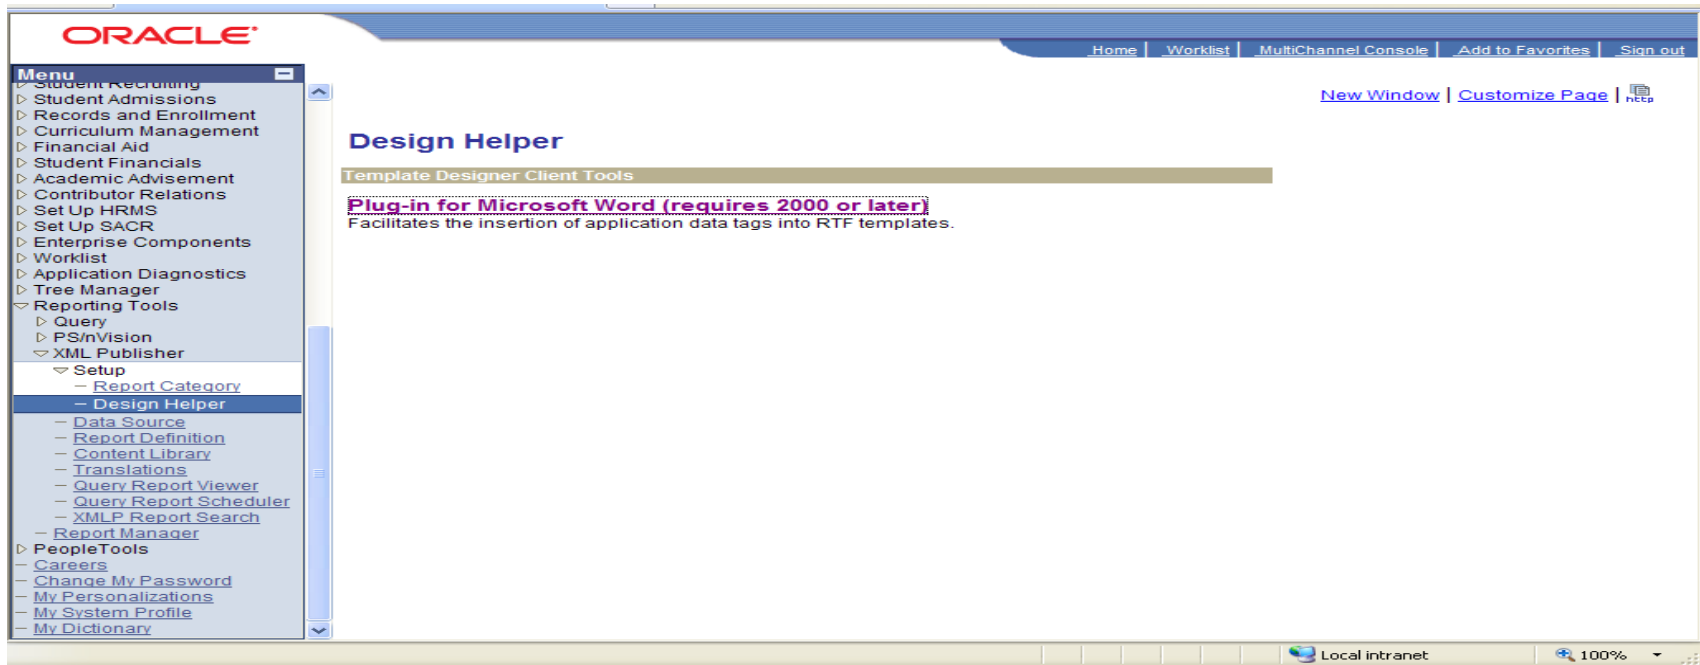 ORACLE
Home | Worklist | MultiChannel Console | Add to Favorites | Sign out
Menu
Student Recruiting
Student Admissions
Records and Enrollment
Curriculum Management
Financial Aid
Student Financials
Academic Advisement
Contributor Relations
Set Up HRMS
Set Up SACR
Enterprise Components
Worklist
Application Diagnostics
Tree Manager
Reporting Tools
Query
PS/nVision
XML Publisher
Setup
Report Category
Design Helper
Data Source
Report Definition
Content Library
Translations
Query Report Viewer
Query Report Scheduler
XMLP Report Search
Report Manager
PeopleTools
Careers
Change My Password
My Personalizations
My System Profile
My Dictionary
New Window | Customize Page | http
Design Helper
Template Designer Client Tools
Plug-in for Microsoft Word (requires 2000 or later)
Facilitates the insertion of application data tags into RTF templates.
Local intranet
100%